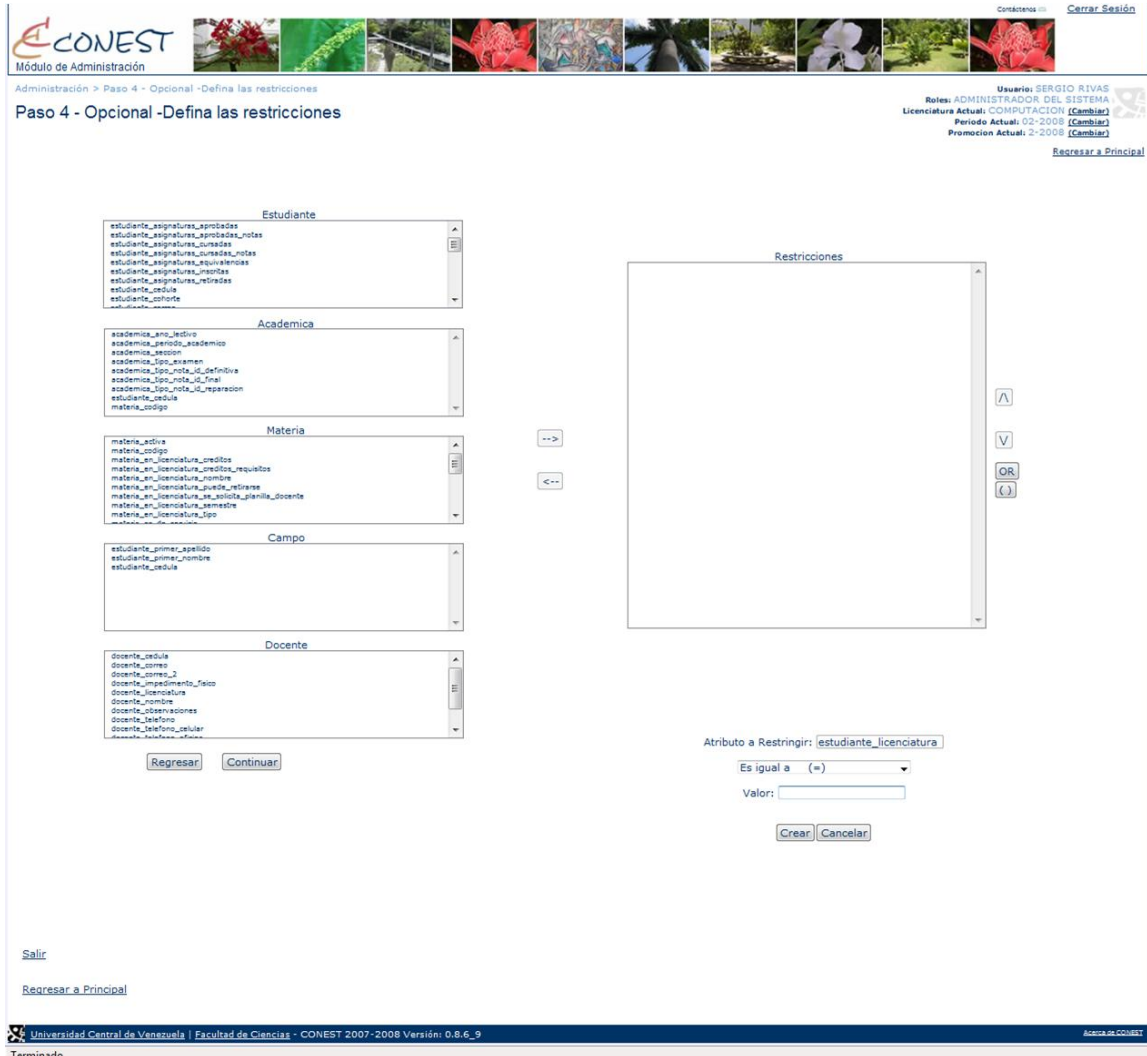 Contáctenos
Cerrar Sesión
CONEST
Módulo de Administración
Administración > Paso 4 - Opcional -Defina las restricciones
Paso 4 - Opcional -Defina las restricciones
Usuario: SERGIO RIVAS
Roles: ADMINISTRADOR DEL SISTEMA
Licenciatura Actual: COMPUTACION (Cambiar)
Periodo Actual: 02-2008 (Cambiar)
Promocion Actual: 2-2008 (Cambiar)
Regresar a Principal
Estudiante
estudiante_asignaturas_aprobadas
estudiante_asignaturas_aprobadas_notas
estudiante_asignaturas_cursadas
estudiante_asignaturas_cursadas_notas
estudiante_asignaturas_equivalencias
estudiante_asignaturas_inscritas
estudiante_asignaturas_retiradas
estudiante_cedula
estudiante_cohorte
Academica
academica_ano_lectivo
academica_periodo_academico
academica_seccion
academica_tipo_examen
academica_tipo_nota_id_definitiva
academica_tipo_nota_id_final
academica_tipo_nota_id_reparacion
estudiante_cedula
materia_codigo
Materia
materia_activa
materia_codigo
materia_en_licenciatura_creditos
materia_en_licenciatura_creditos_requisitos
materia_en_licenciatura_nombre
materia_en_licenciatura_puede_retirarse
materia_en_licenciatura_se_solicita_planilla_docente
materia_en_licenciatura_semestre
materia_en_licenciatura_tipo
Campo
estudiante_primer_apellido
estudiante_primer_nombre
estudiante_cedula
Docente
docente_cedula
docente_correo
docente_correo_2
docente_impedimento_fisico
docente_licenciatura
docente_nombre
docente_observaciones
docente_telefono
docente_telefono_celular
Regresar Continuar
-->
<--
Restricciones
/\
\/
OR
( )
Atributo a Restringir: estudiante_licenciatura
Es igual a (=)
Valor:
Crear Cancelar
Salir
Regresar a Principal
Universidad Central de Venezuela | Facultad de Ciencias - CONEST 2007-2008 Versión: 0.8.6_9
Acerca de CONEST
Terminado